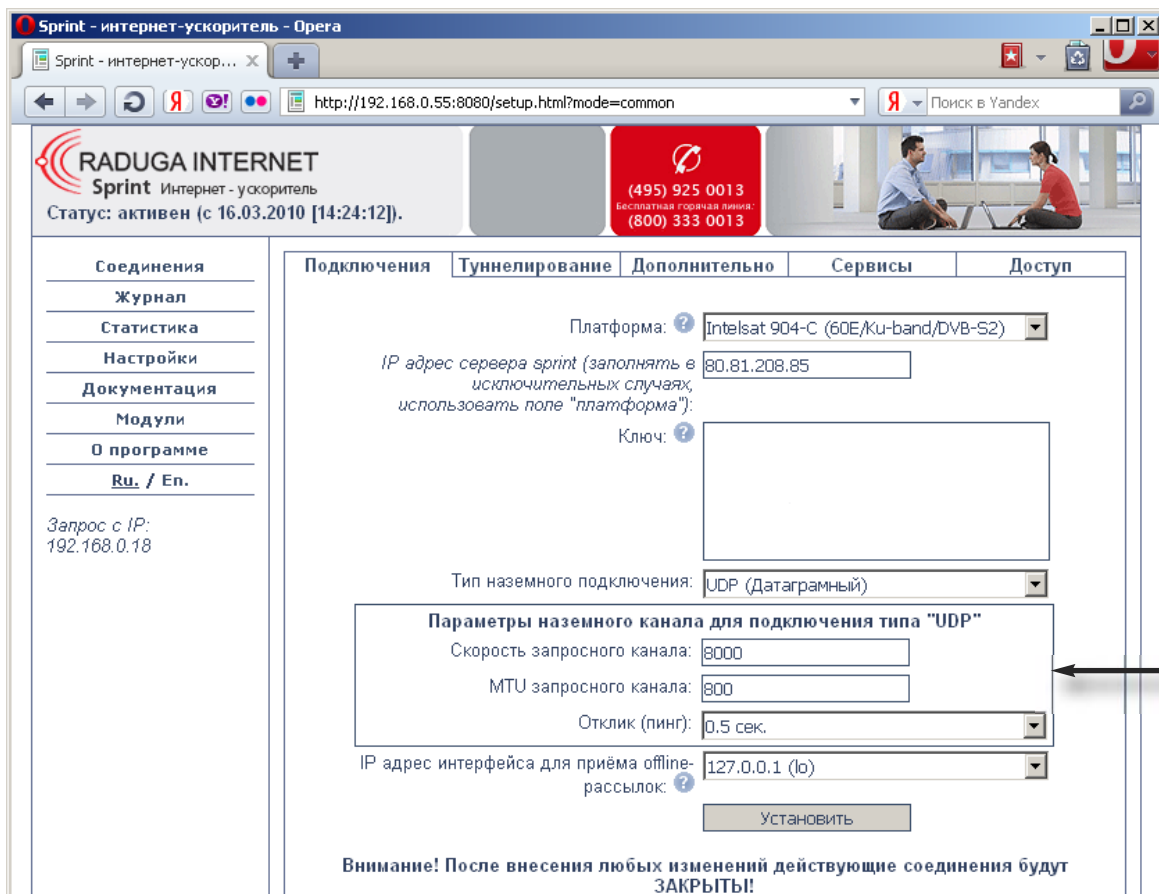 Sprint - интернет-ускоритель - Opera
Sprint - интернет-ускор...
http://192.168.0.55:8080/setup.html?mode=common
Поиск в Yandex
RADUGA INTERNET
Sprint Интернет - ускоритель
Статус: активен (с 16.03.2010 [14:24:12]).
(495) 925 0013
Бесплатная горячая линия:
(800) 333 0013
Соединения
Журнал
Статистика
Настройки
Документация
Модули
О программе
Ru. / En.
Запрос с IP:
192.168.0.18
Подключения Туннелирование Дополнительно Сервисы Доступ
Платформа: ? Intelsat 904-C (60E/Ku-band/DVB-S2)
IP адрес сервера sprint (заполнять в 80.81.208.85
исключительных случаях,
использовать поле "платформа"):
Ключ: ?
Тип наземного подключения: UDP (Датаграмный)
Параметры наземного канала для подключения типа "UDP"
Скорость запросного канала: 8000
MTU запросного канала: 800
Отклик (пинг): 0.5 сек.
IP адрес интерфейса для приёма offline- 127.0.0.1 (lo)
рассылок: ?
Установить
Внимание! После внесения любых изменений действующие соединения будут
ЗАКРЫТЫ!